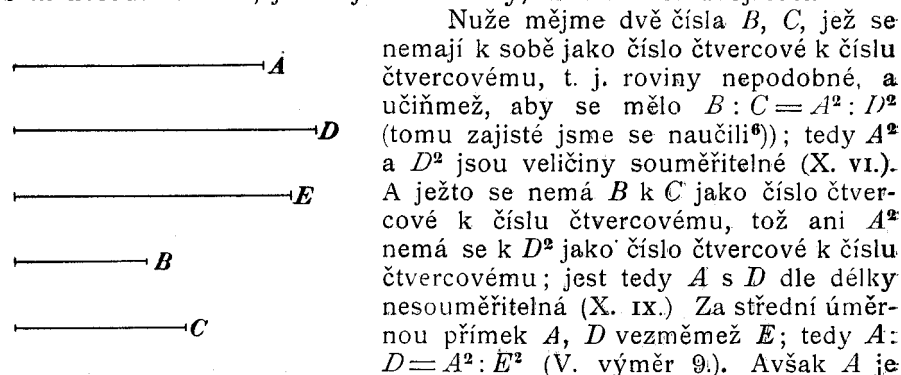 Nuže mějme dvě čísla B, C, jež se
nemají k sobě jako číslo čtvercové k číslu
čtvercovému, t. j. roviny nepodobné, a
učiňmež, aby se mělo B : C = A² : D²
(tomu zajisté jsme se naučili⁶)); tedy A²
a D² jsou veličiny souměřitelné (X. VI.).
A ježto se nemá B k C jako číslo čtver-
cové k číslu čtvercovému, tož ani A²
nemá se k D² jako číslo čtvercové k číslu
čtvercovému; jest tedy A s D dle délky
nesouměřitelná (X. IX.) Za střední úměr-
nou přímek A, D vezměmež E; tedy A:
D = A² : E² (V. výměr 9.). Avšak A je
A
D
E
B
C